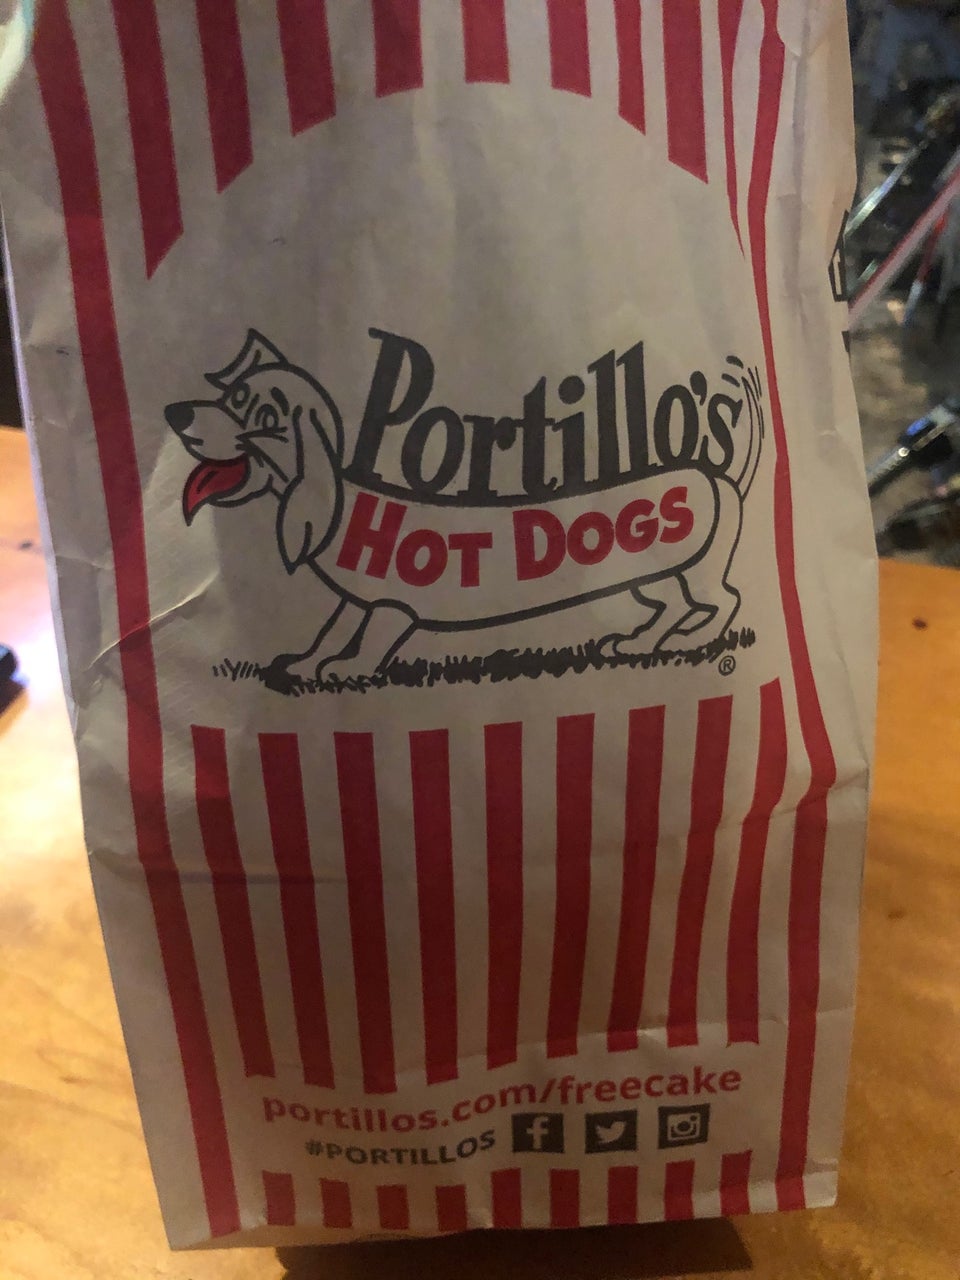 Portillo's
HOT DOGS
®
portillos.com/freecake
#PORTILLOS